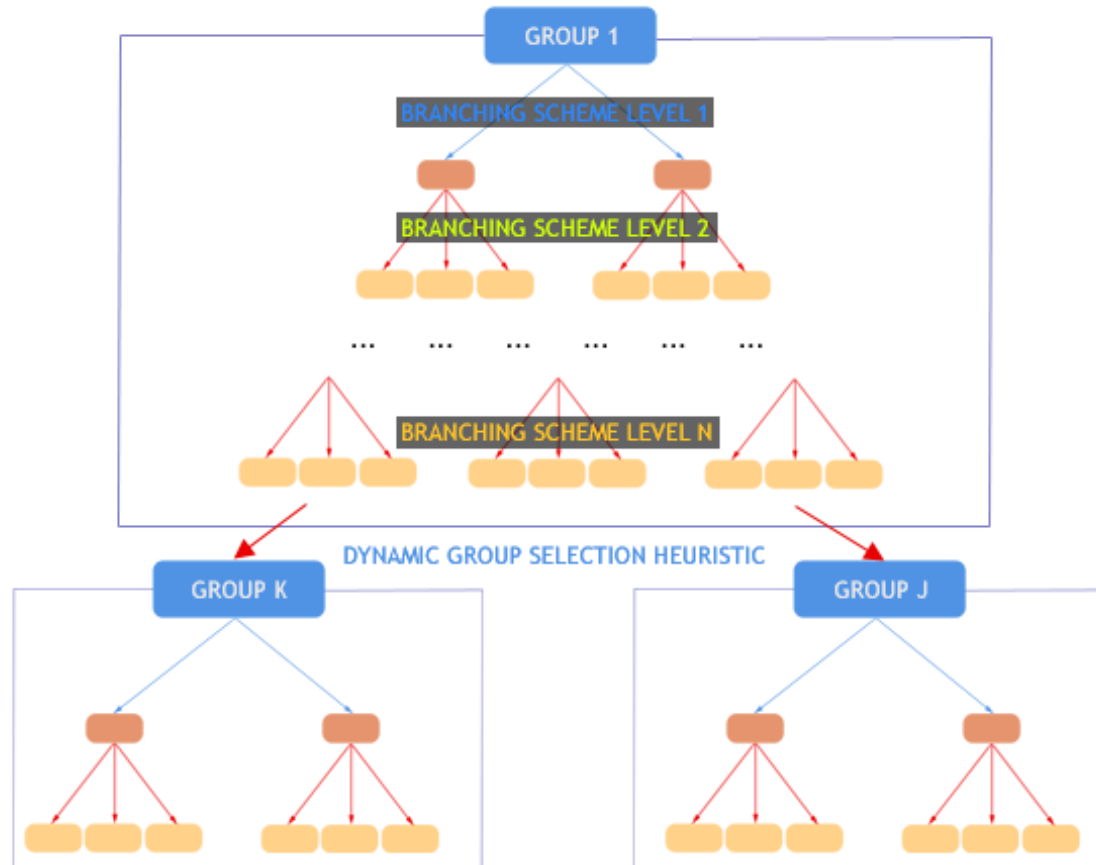 GROUP 1
BRANCHING SCHEME LEVEL 1
BRANCHING SCHEME LEVEL 2
... ... ... ... ... ...
BRANCHING SCHEME LEVEL N
DYNAMIC GROUP SELECTION HEURISTIC
GROUP K
GROUP J